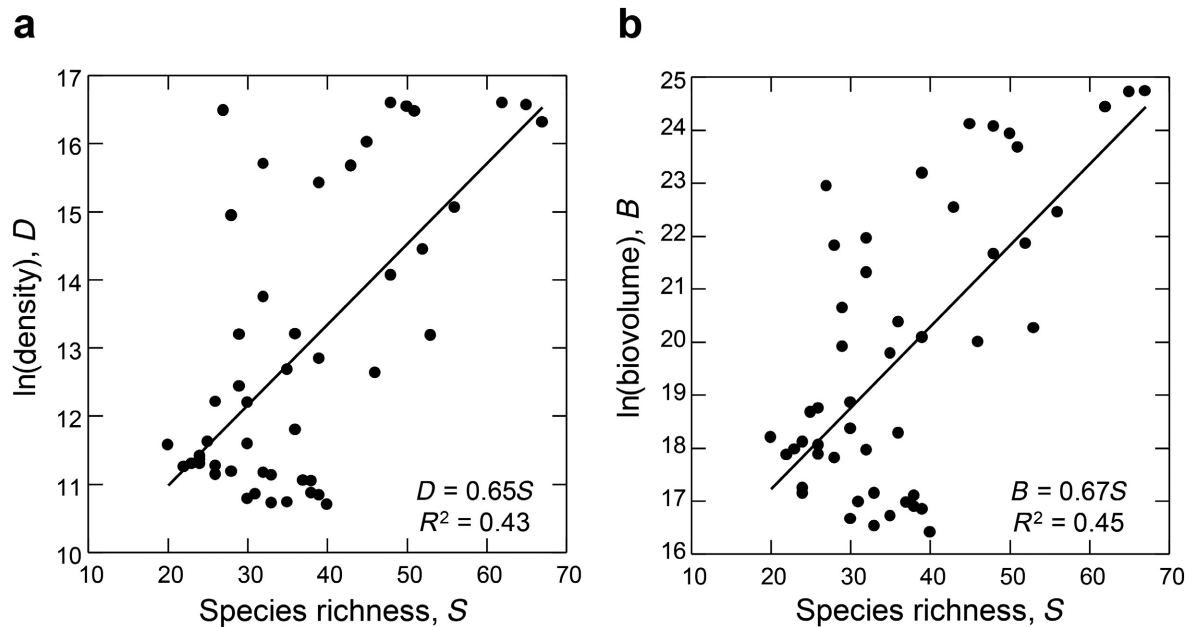 a
17
16
15
14
13
12
11
10
ln(density), D
10 20 30 40 50 60 70
Species richness, S
D = 0.65S
R² = 0.43
b
25
24
23
22
21
20
19
18
17
16
ln(biovolume), B
10 20 30 40 50 60 70
Species richness, S
B = 0.67S
R² = 0.45